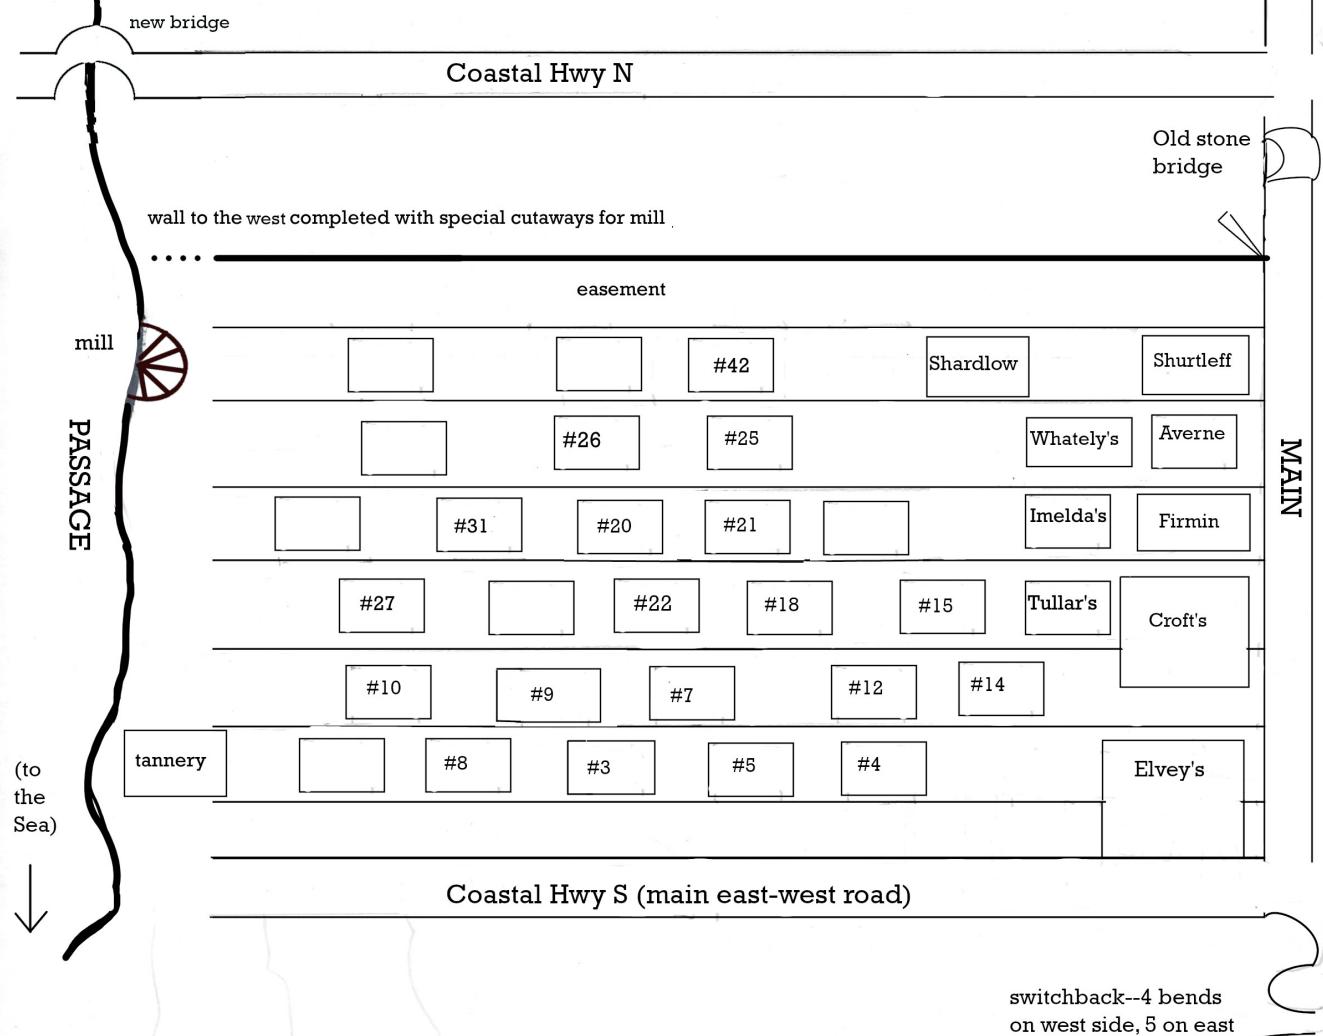 new bridge
Coastal Hwy N
Old stone
bridge
wall to the west completed with special cutaways for mill
easement
mill
#42
Shardlow
Shurtleff
PASSAGE
MAIN
#26
#25
Whately's
Averne
#31
#20
#21
Imelda's
Firmin
#27
#22
#18
#15
Tullar's
Croft's
#10
#9
#7
#12
#14
tannery
#8
#3
#5
#4
Elvey's
(to
the
Sea)
Coastal Hwy S (main east-west road)
switchback--4 bends
on west side, 5 on east